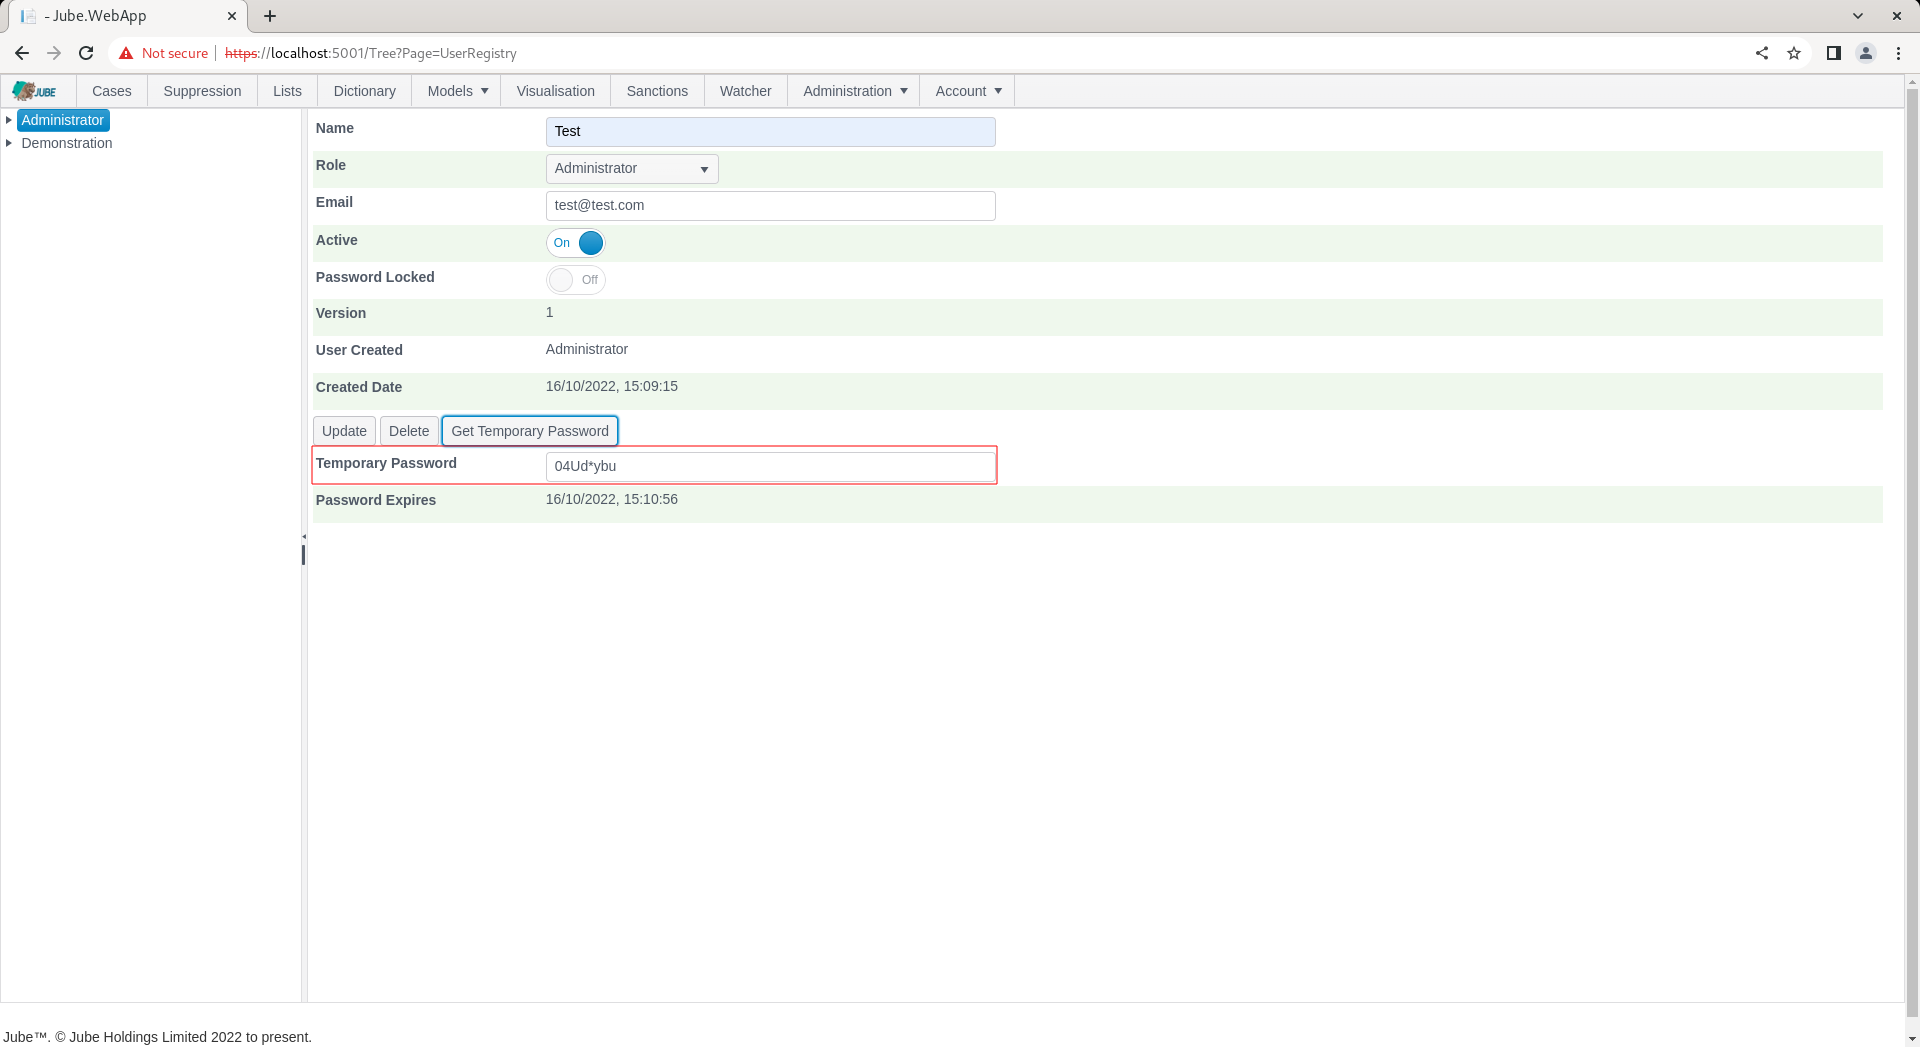 - Jube.WebApp
Not secure https://localhost:5001/Tree?Page=UserRegistry
JUBE Cases Suppression Lists Dictionary Models Visualisation Sanctions Watcher Administration Account
Administrator
Demonstration
Name Test
Role Administrator
Email test@test.com
Active On
Password Locked Off
Version 1
User Created Administrator
Created Date 16/10/2022, 15:09:15
Update Delete Get Temporary Password
Temporary Password 04Ud*ybu
Password Expires 16/10/2022, 15:10:56
Jube™. © Jube Holdings Limited 2022 to present.